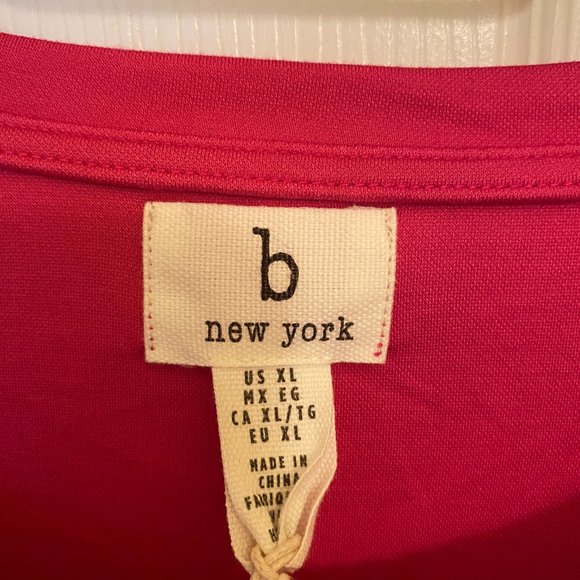 b
new york
US XL
MX EG
CA XL/TG
EU XL
MADE IN
CHINA